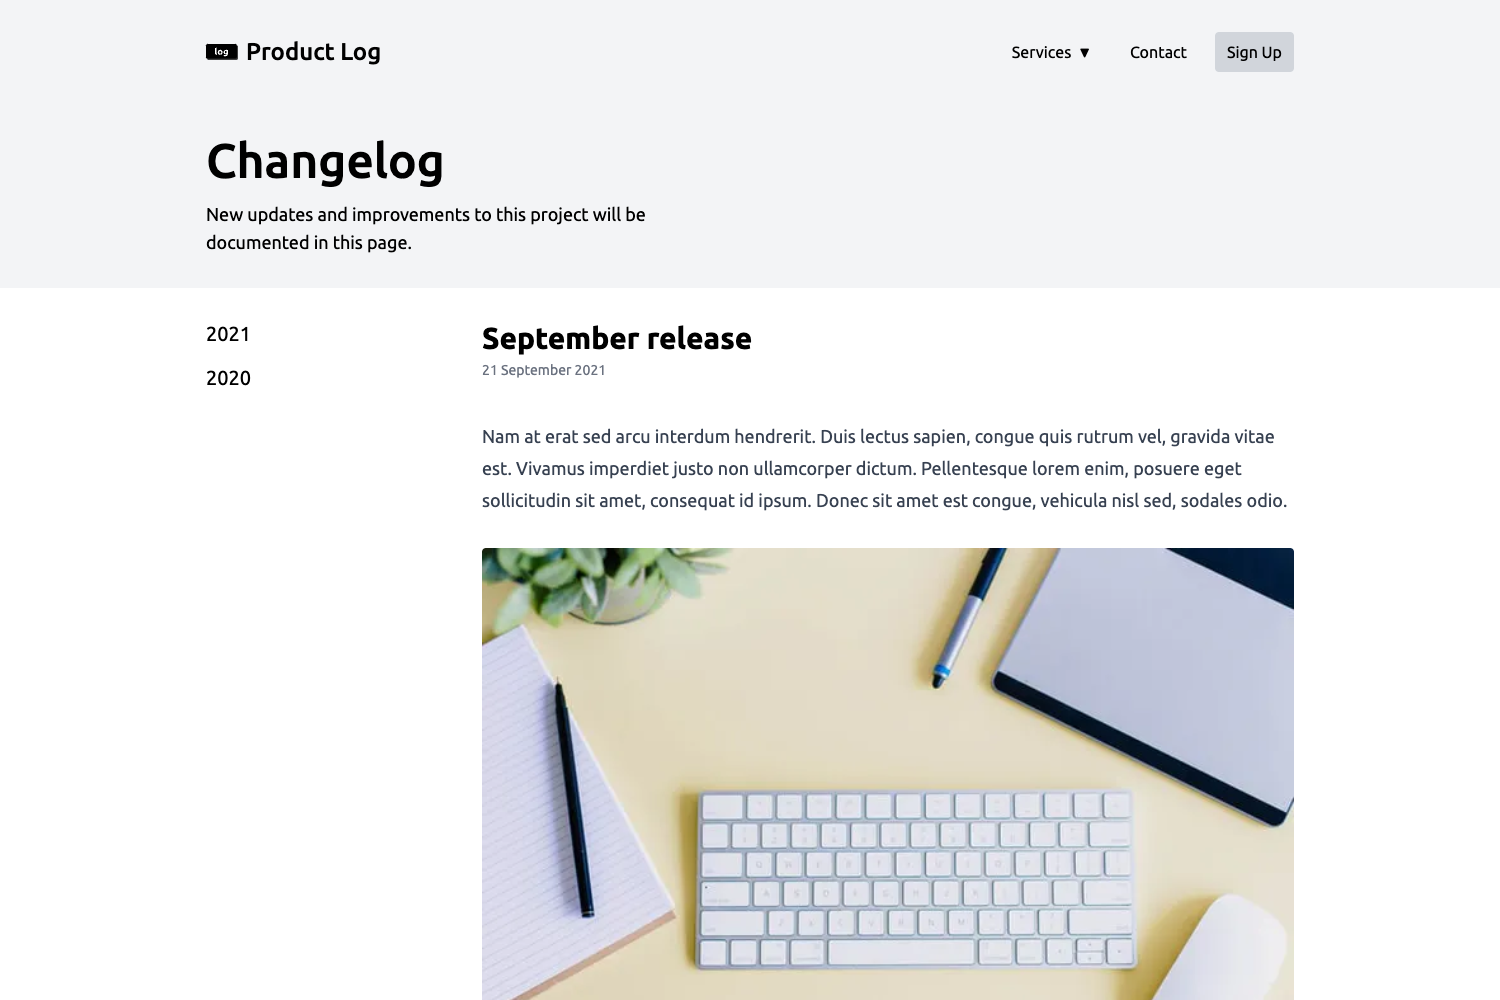 log Product Log
Services ▼ Contact Sign Up
Changelog
New updates and improvements to this project will be
documented in this page.
2021
2020
September release
21 September 2021
Nam at erat sed arcu interdum hendrerit. Duis lectus sapien, congue quis rutrum vel, gravida vitae
est. Vivamus imperdiet justo non ullamcorper dictum. Pellentesque lorem enim, posuere eget
sollicitudin sit amet, consequat id ipsum. Donec sit amet est congue, vehicula nisl sed, sodales odio.